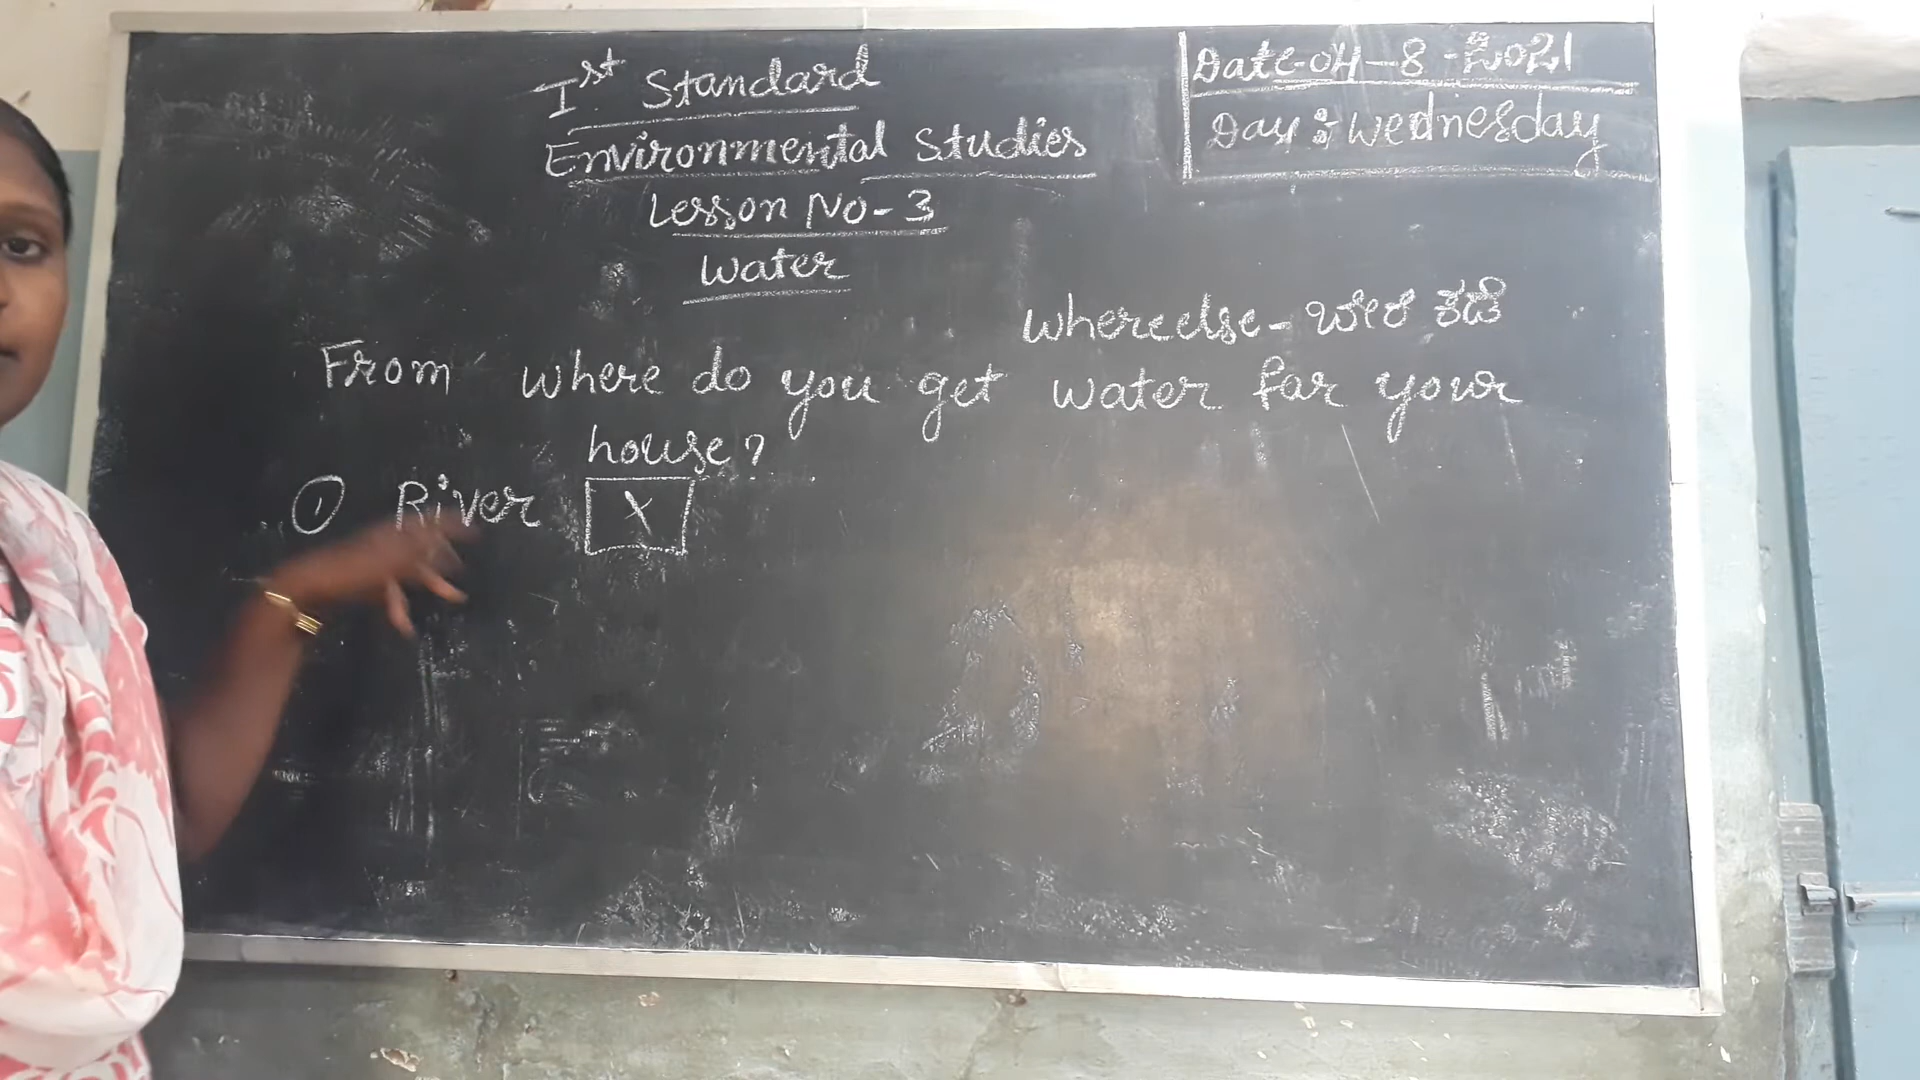 Ist Standard
Date-04-8-2021
Day: Wednesday
Environmental Studies
Lesson No-3
Water
whereelse - ಬೇರೆ ಕಡೆ
From where do you get water for your
house?
① River X